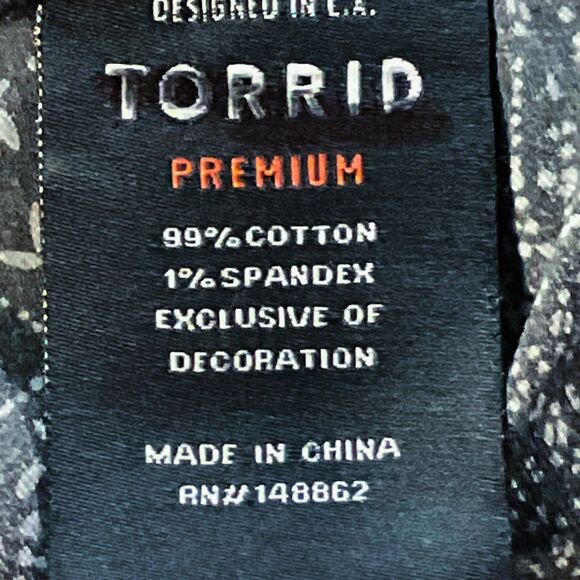 DESIGNED IN L.A.
TORRID
PREMIUM
99% COTTON
1% SPANDEX
EXCLUSIVE OF
DECORATION
MADE IN CHINA
RN# 148862